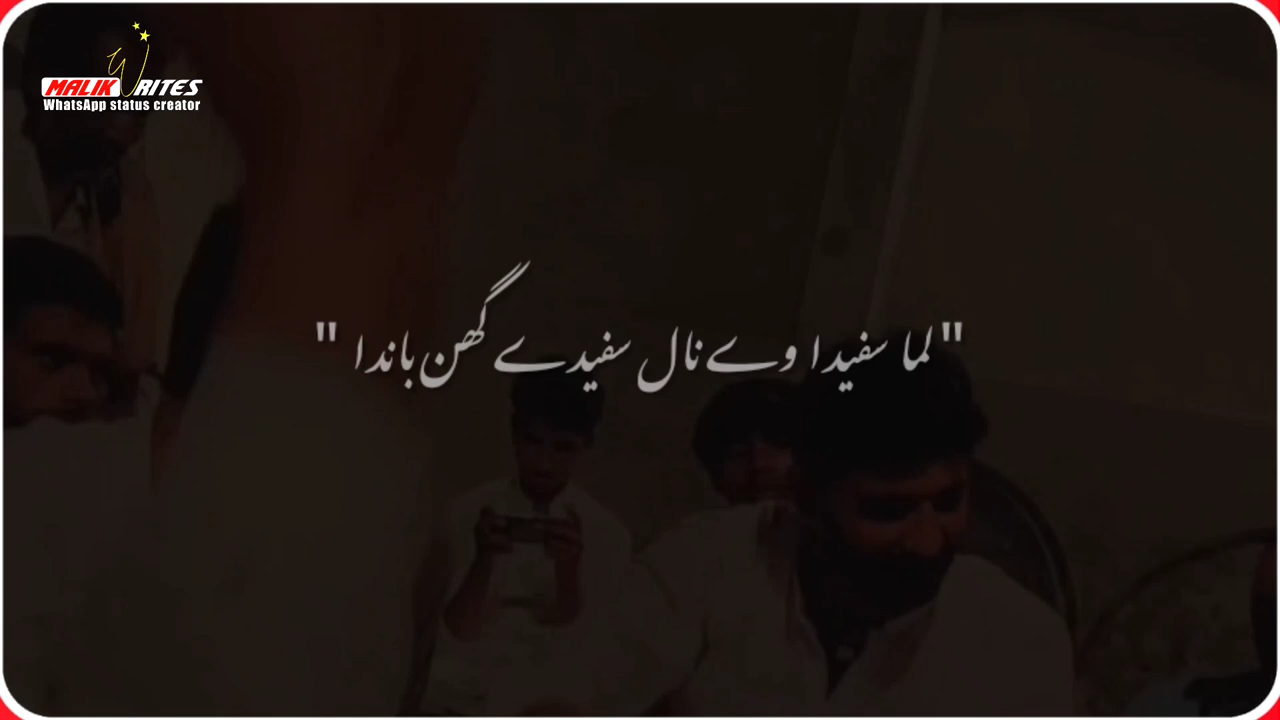 MALIK WRITES
WhatsApp status creator
"لما سفیدا وے نال سفیدے گھن باندا"